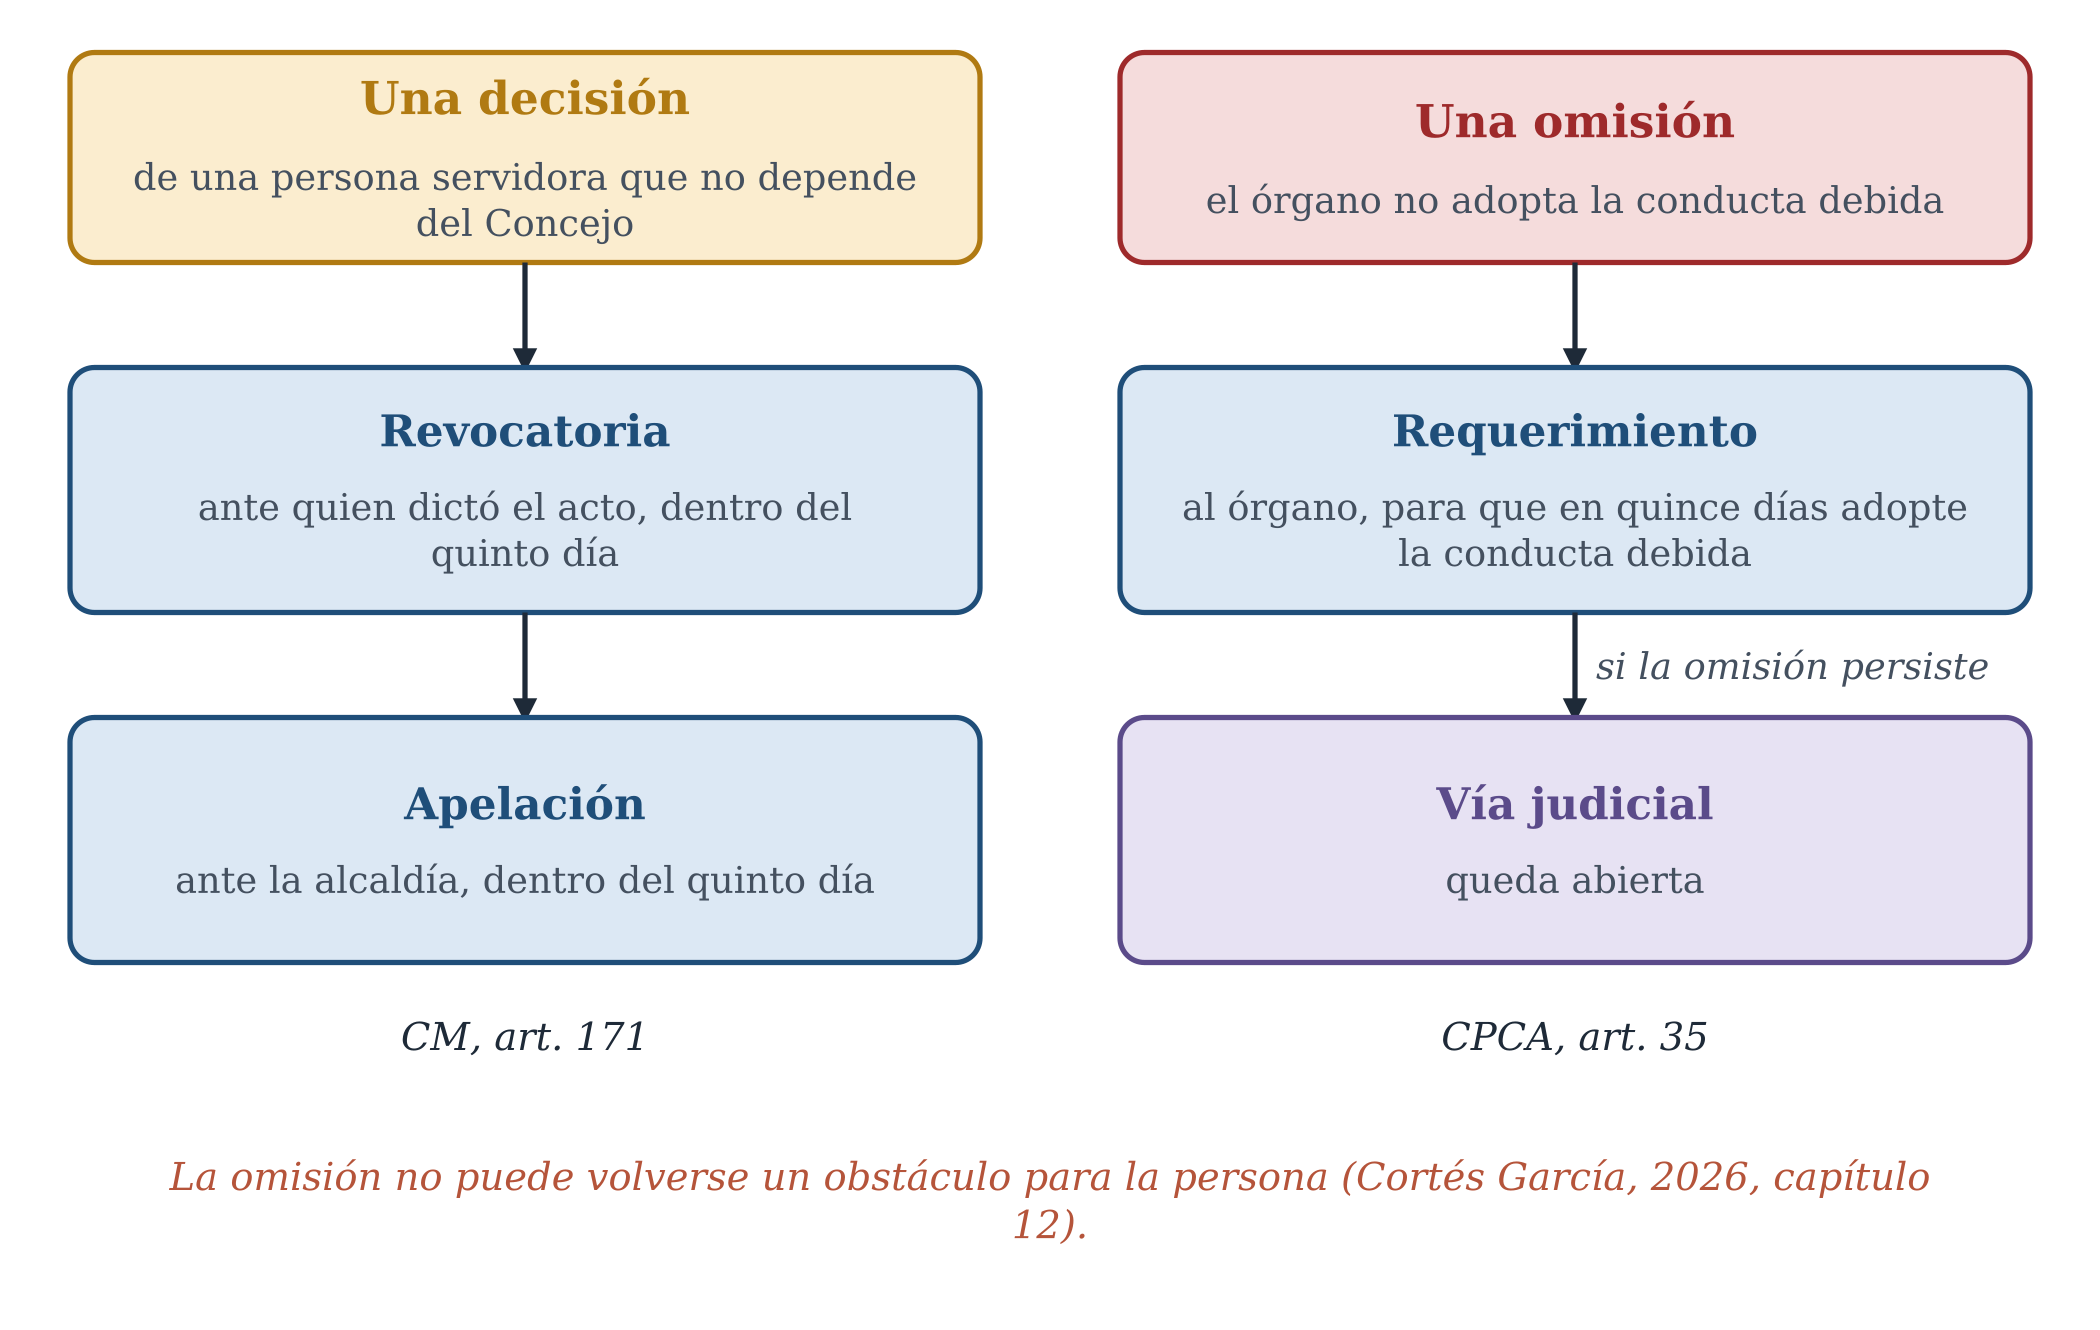 Una decisión
de una persona servidora que no depende
del Concejo
Revocatoria
ante quien dictó el acto, dentro del
quinto día
Apelación
ante la alcaldía, dentro del quinto día
CM, art. 171
Una omisión
el órgano no adopta la conducta debida
Requerimiento
al órgano, para que en quince días adopte
la conducta debida
si la omisión persiste
Vía judicial
queda abierta
CPCA, art. 35
La omisión no puede volverse un obstáculo para la persona (Cortés García, 2026, capítulo
12).